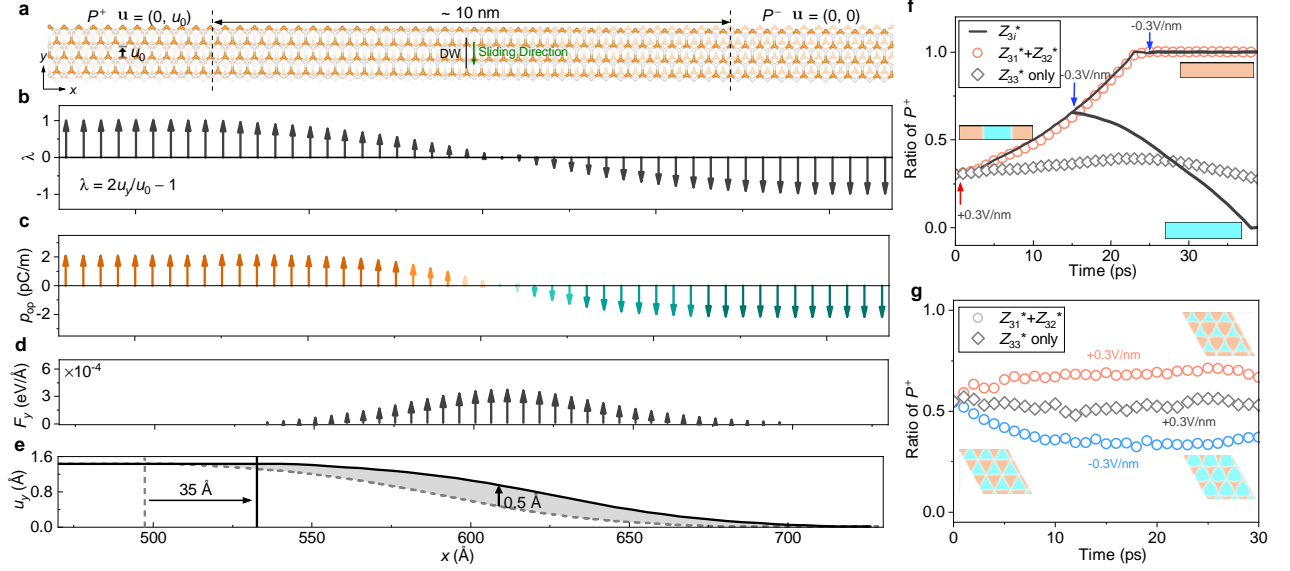 a
P⁺ u = (0, u₀)
~ 10 nm
P⁻ u = (0, 0)
u₀
DW
Sliding Direction
y
x
b
1
0
-1
λ
λ = 2u_y/u₀ − 1
c
2
0
-2
p_op (pC/m)
d
×10⁻⁴
6
3
0
F_y (eV/Å)
e
1.6
0.8
0.0
u_y (Å)
35 Å
0.5 Å
500
550
600
650
700
x (Å)
f
Z₃ᵢ*
Z₃₁*+Z₃₂*
Z₃₃* only
-0.3V/nm
-0.3V/nm
+0.3V/nm
1.0
0.5
0.0
Ratio of P⁺
0
10
20
30
Time (ps)
g
Z₃₁*+Z₃₂*
Z₃₃* only
+0.3V/nm
+0.3V/nm
-0.3V/nm
1.0
0.5
0.0
Ratio of P⁺
0
10
20
30
Time (ps)